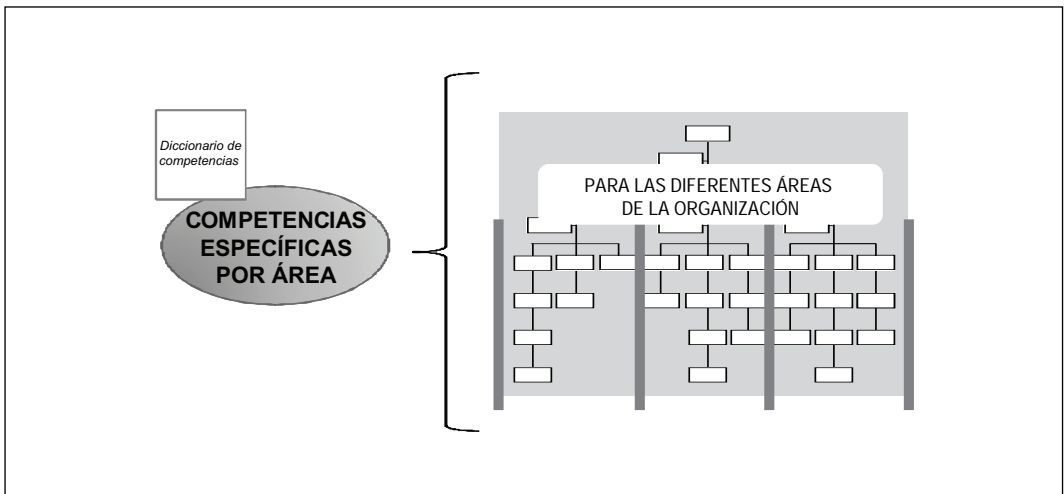 Diccionario de
competencias
COMPETENCIAS
ESPECÍFICAS
POR ÁREA
PARA LAS DIFERENTES ÁREAS
DE LA ORGANIZACIÓN